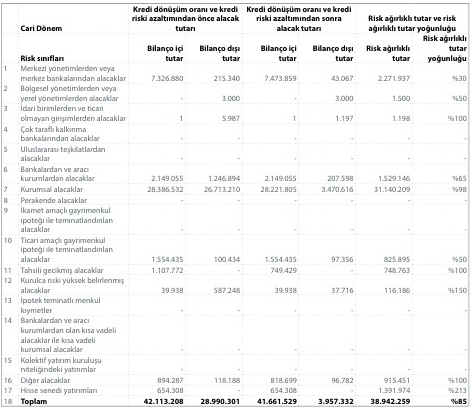 Cari Dönem
Kredi dönüşüm oranı ve kredi riski azaltımından önce alacak tutarı
Kredi dönüşüm oranı ve kredi riski azaltımından sonra alacak tutarı
Risk ağırlıklı tutar ve risk ağırlıklı tutar yoğunluğu
Risk sınıfları Bilanço içi tutar Bilanço dışı tutar Bilanço içi tutar Bilanço dışı tutar Risk ağırlıklı tutar Risk ağırlıklı tutar yoğunluğu
1 Merkezi yönetimlerden veya
merkez bankalarından alacaklar 7.326.880 215.340 7.473.859 43.067 2.271.937 %30
2 Bölgesel yönetimlerden veya
yerel yönetimlerden alacaklar - 3.000 - 3.000 1.500 %50
3 İdari birimlerden ve ticari
olmayan girişimlerden alacaklar 1 5.987 1 1.197 1.198 %100
4 Çok taraflı kalkınma
bankalarından alacaklar - - - - - -
5 Uluslararası teşkilatlardan
alacaklar - - - - - -
6 Bankalardan ve aracı
kurumlardan alacaklar 2.149.055 1.246.894 2.149.055 207.598 1.529.146 %65
7 Kurumsal alacaklar 28.386.532 26.713.210 28.221.805 3.470.616 31.140.209 %98
8 Perakende alacaklar - - - - - -
9 İkamet amaçlı gayrimenkul
ipoteği ile teminatlandırılan
alacaklar - - - - - -
10 Ticari amaçlı gayrimenkul
ipoteği ile teminatlandırılan
alacaklar 1.554.435 100.434 1.554.435 97.356 825.895 %50
11 Tahsili gecikmiş alacaklar 1.107.772 - 749.429 - 748.763 %100
12 Kurulca riski yüksek belirlenmiş
alacaklar 39.938 587.248 39.938 37.716 116.186 %150
13 İpotek teminatlı menkul
kıymetler - - - - - -
14 Bankalardan ve aracı
kurumlardan olan kısa vadeli
alacaklar ile kısa vadeli
kurumsal alacaklar - - - - - -
15 Kolektif yatırım kuruluşu
niteliğindeki yatırımlar - - - - - -
16 Diğer alacaklar 894.287 118.188 818.699 96.782 915.451 %100
17 Hisse senedi yatırımları 654.308 - 654.308 - 1.391.974 %213
18 Toplam 42.113.208 28.990.301 41.661.529 3.957.332 38.942.259 %85